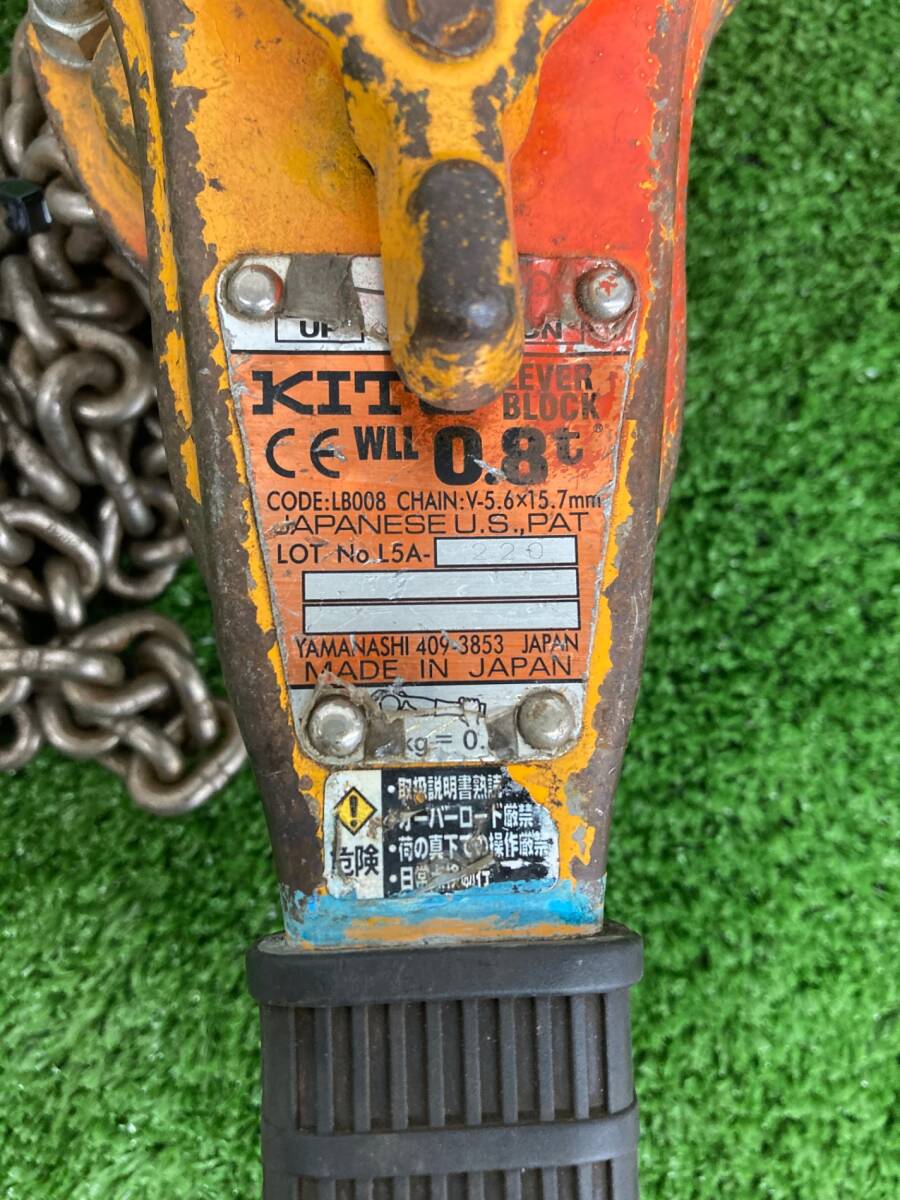 UP
KIT
LEVER
BLOCK ®
CE WLL 0.8t
CODE:LB008 CHAIN:V-5.6×15.7mm
JAPANESE U.S.,PAT
LOT No.L5A- 220
YAMANASHI 409-3853 JAPAN
MADE IN JAPAN
kg = 0.
危険
・取扱説明書熟読
・オーバーロード厳禁
・荷の真下での操作厳禁
・日常